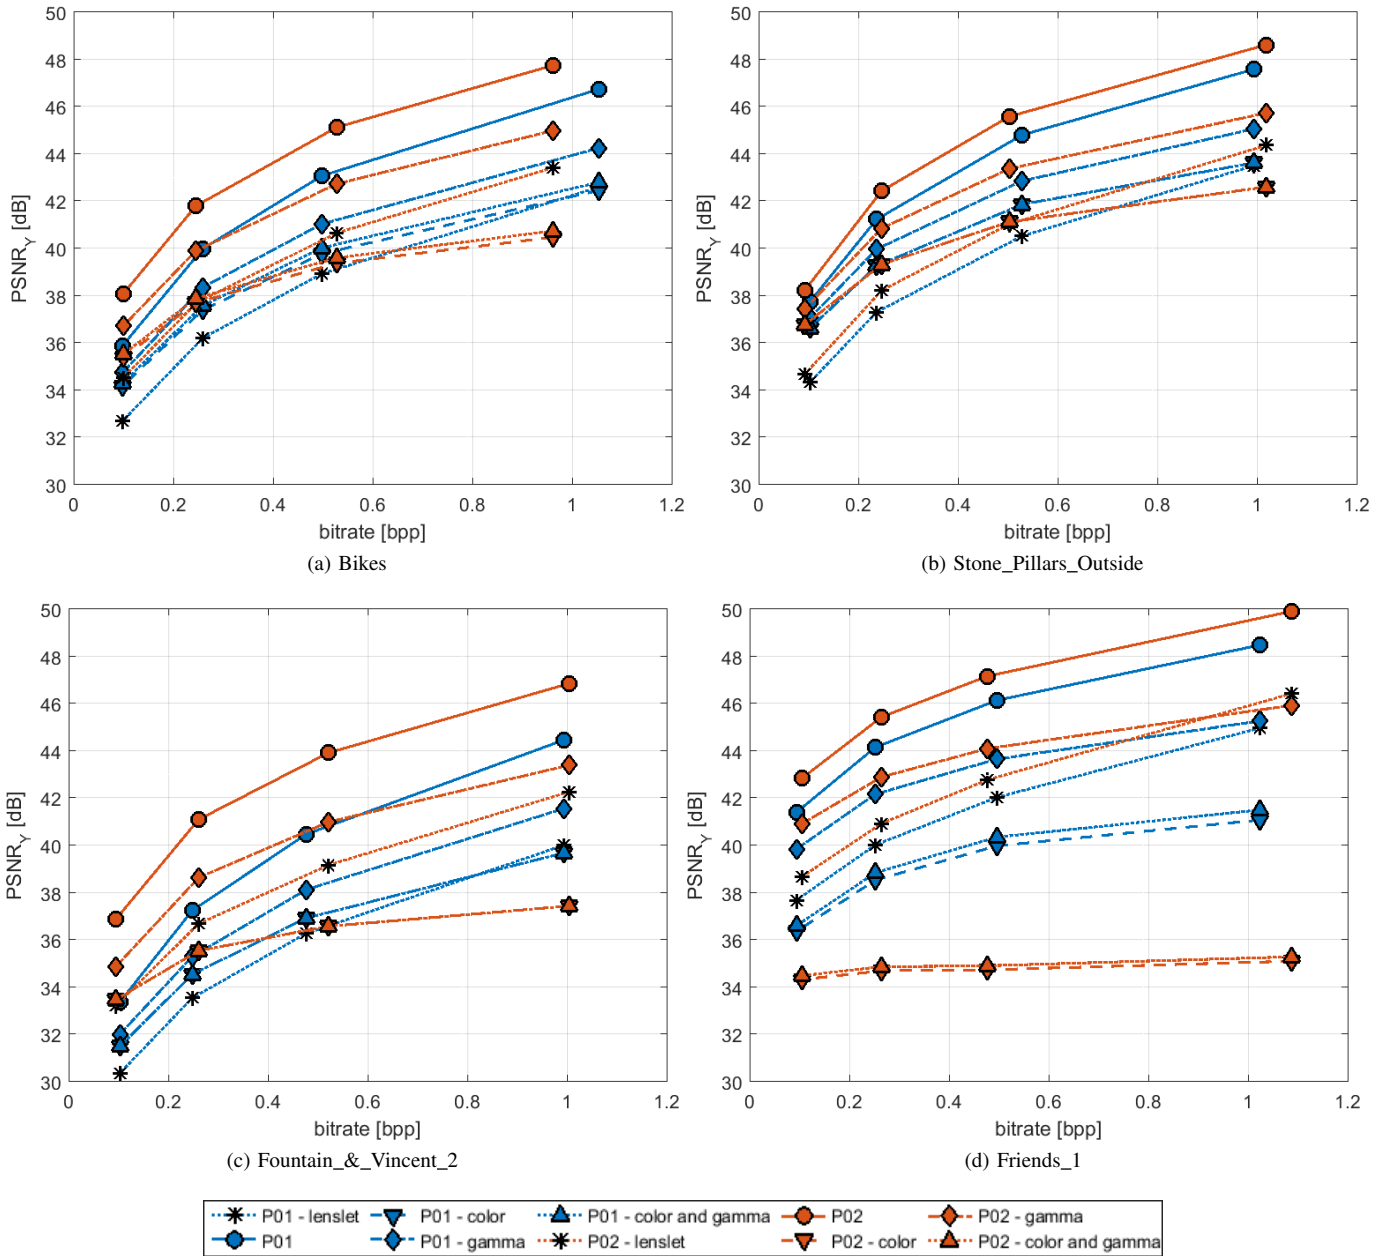 50
48
46
44
42
40
38
36
34
32
30
PSNR_Y [dB]
0 0.2 0.4 0.6 0.8 1 1.2
bitrate [bpp]
(a) Bikes
50
48
46
44
42
40
38
36
34
32
30
PSNR_Y [dB]
0 0.2 0.4 0.6 0.8 1 1.2
bitrate [bpp]
(b) Stone_Pillars_Outside
50
48
46
44
42
40
38
36
34
32
30
PSNR_Y [dB]
0 0.2 0.4 0.6 0.8 1 1.2
bitrate [bpp]
(c) Fountain_&_Vincent_2
50
48
46
44
42
40
38
36
34
32
30
PSNR_Y [dB]
0 0.2 0.4 0.6 0.8 1 1.2
bitrate [bpp]
(d) Friends_1
P01 - lenslet P01 - color P01 - color and gamma P02 P02 - gamma
P01 P01 - gamma P02 - lenslet P02 - color P02 - color and gamma